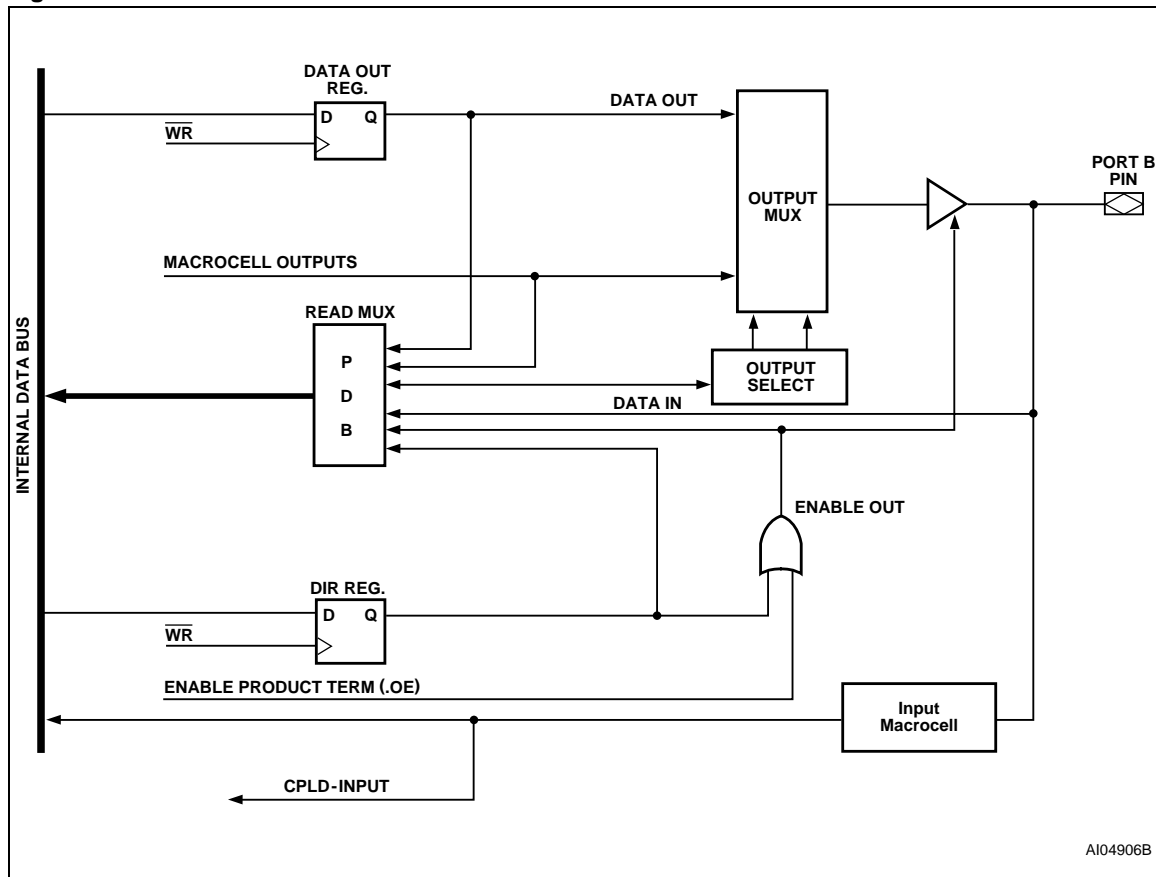 DATA OUT
REG.
D Q
WR
DATA OUT
OUTPUT
MUX
PORT B
PIN
MACROCELL OUTPUTS
READ MUX
P
D
B
OUTPUT
SELECT
DATA IN
INTERNAL DATA BUS
ENABLE OUT
DIR REG.
D Q
WR
ENABLE PRODUCT TERM (.OE)
Input
Macrocell
CPLD-INPUT
AI04906B